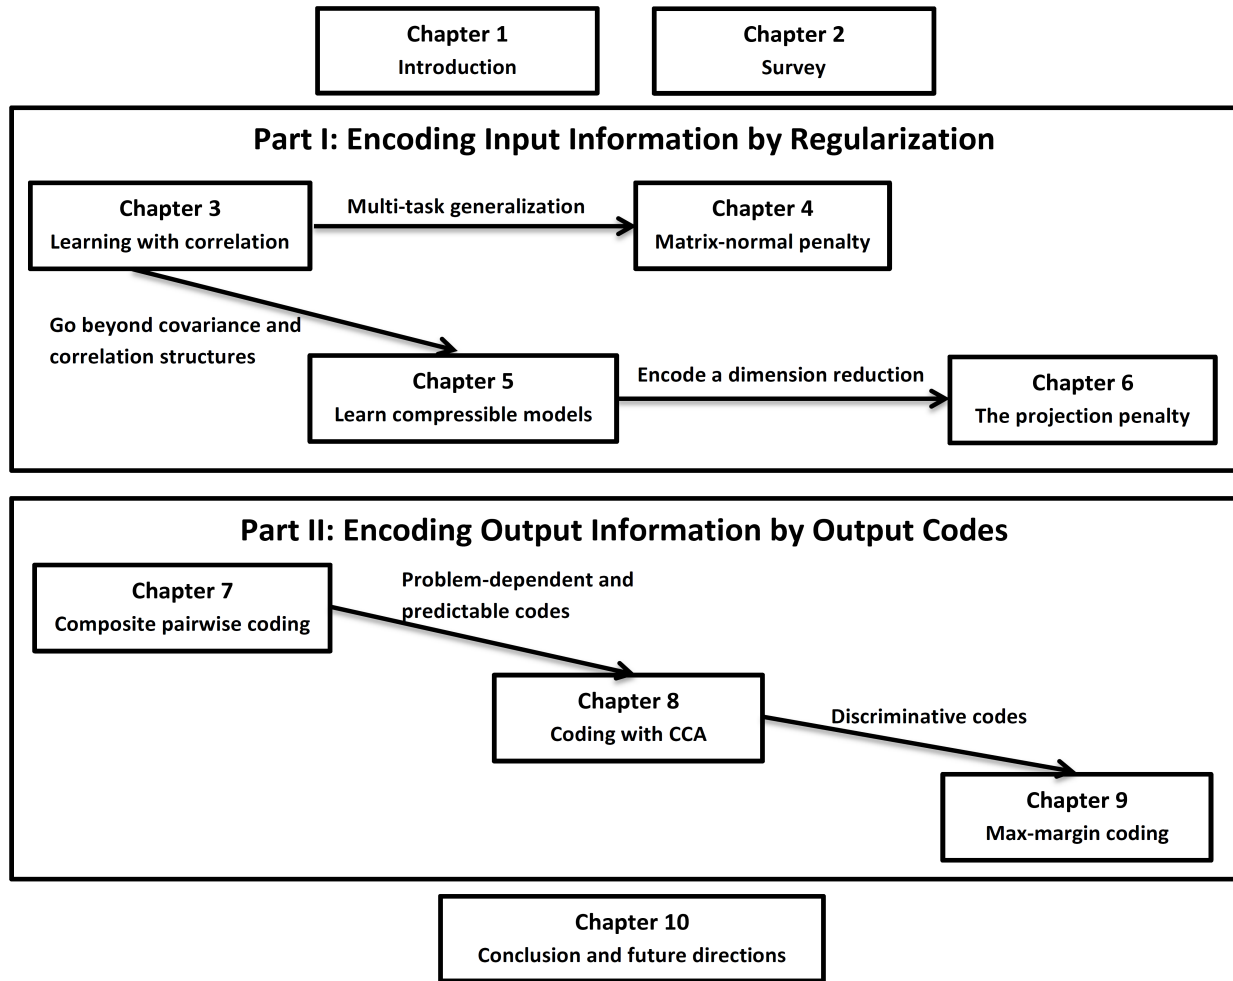 Chapter 1
Introduction
Chapter 2
Survey
Part I: Encoding Input Information by Regularization
Chapter 3
Learning with correlation
Multi-task generalization
Chapter 4
Matrix-normal penalty
Go beyond covariance and
correlation structures
Chapter 5
Learn compressible models
Encode a dimension reduction
Chapter 6
The projection penalty
Part II: Encoding Output Information by Output Codes
Chapter 7
Composite pairwise coding
Problem-dependent and
predictable codes
Chapter 8
Coding with CCA
Discriminative codes
Chapter 9
Max-margin coding
Chapter 10
Conclusion and future directions